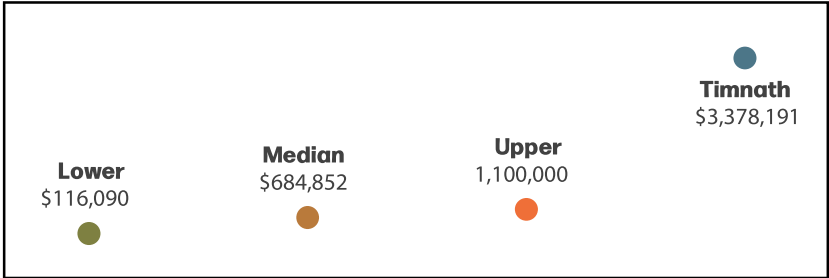 Lower
$116,090
Median
$684,852
Upper
1,100,000
Timnath
$3,378,191